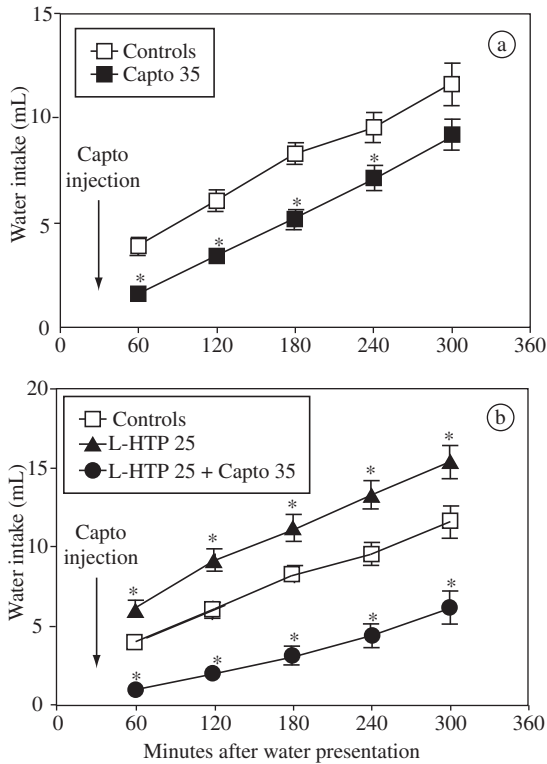 15
Controls
Capto 35
a
10
Water intake (mL)
Capto
injection
5
*
*
*
*
0
0
60
120
180
240
300
360
20
Controls
L-HTP 25
L-HTP 25 + Capto 35
b
15
Water intake (mL)
10
Capto
injection
5
0
*
*
*
*
*
*
*
*
*
*
0
60
120
180
240
300
360
Minutes after water presentation